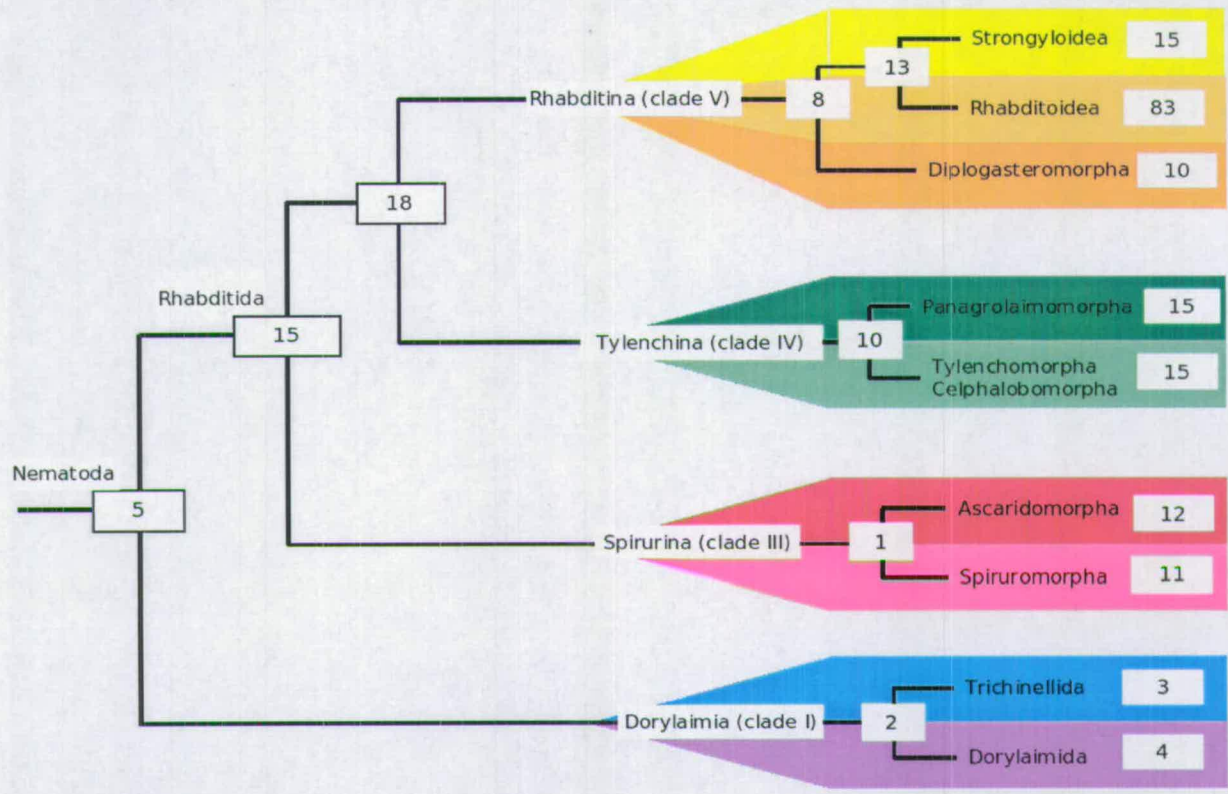 Strongyloidea 15
13
Rhabditina (clade V) 8
Rhabditoidea 83
Diplogasteromorpha 10
18
Rhabditida
15
Panagrolaimomorpha 15
Tylenchina (clade IV) 10
Tylenchomorpha
Celphalobomorpha
15
Nematoda
5
Ascaridomorpha 12
Spirurina (clade III) 1
Spiruromorpha 11
Trichinellida 3
Dorylaimia (clade I) 2
Dorylaimida 4